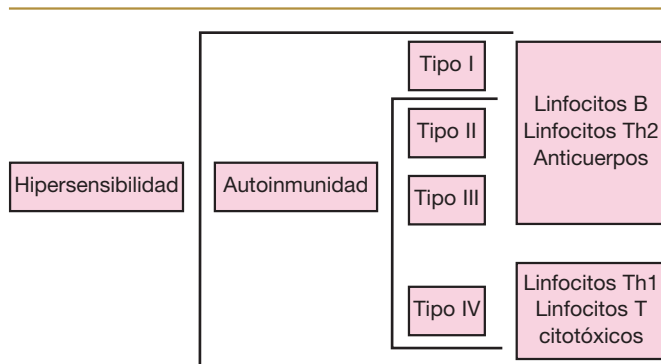 Tipo I
Tipo II
Tipo III
Tipo IV
Hipersensibilidad
Autoinmunidad
Linfocitos B
Linfocitos Th2
Anticuerpos
Linfocitos Th1
Linfocitos T
citotóxicos